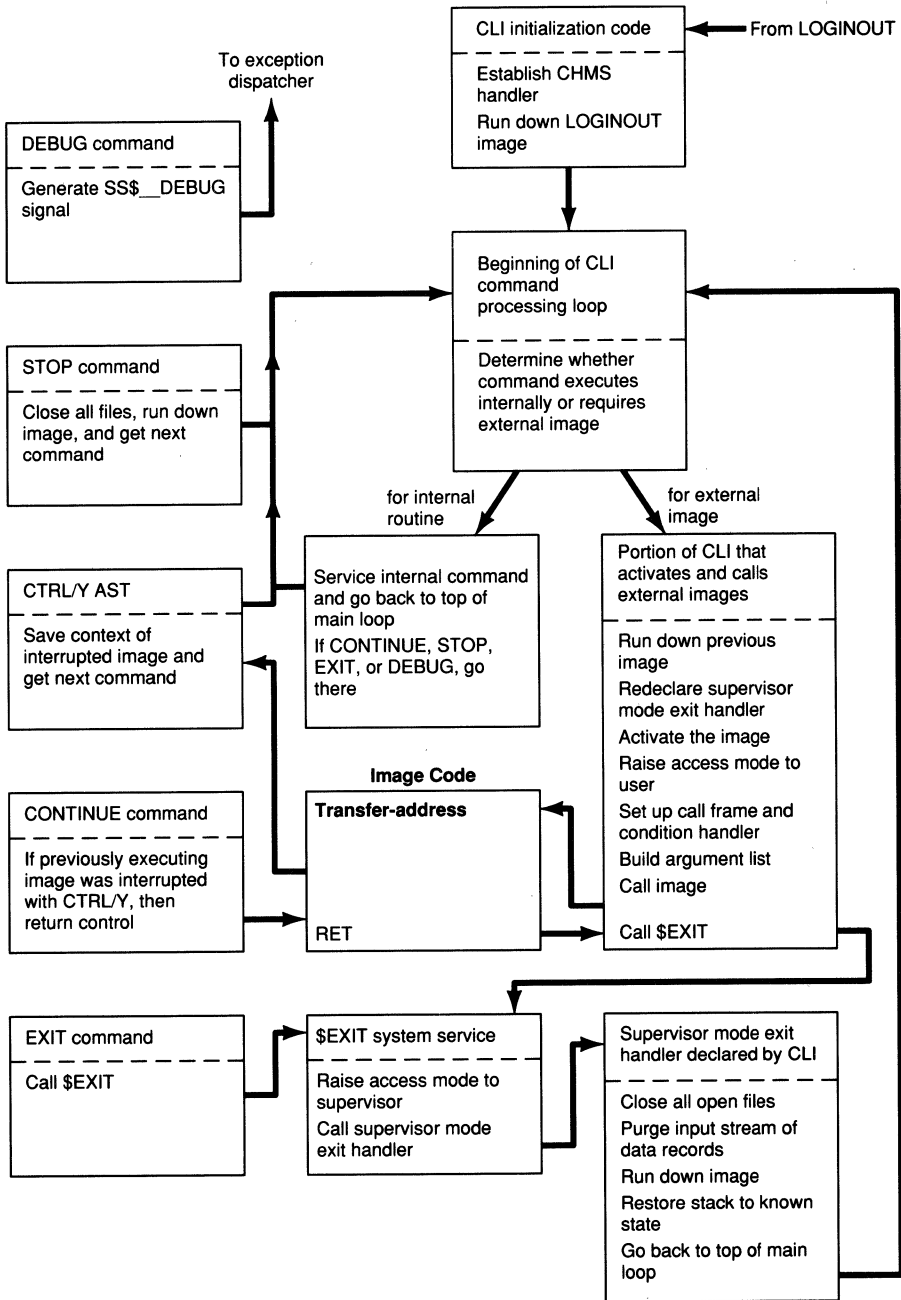 CLI initialization code
From LOGINOUT
Establish CHMS
handler
Run down LOGINOUT
image
To exception
dispatcher
DEBUG command
Generate SS$__DEBUG
signal
Beginning of CLI
command
processing loop
Determine whether
command executes
internally or requires
external image
STOP command
Close all files, run down
image, and get next
command
for internal
routine
for external
image
Service internal command
and go back to top of
main loop
If CONTINUE, STOP,
EXIT, or DEBUG, go
there
Portion of CLI that
activates and calls
external images
Run down previous
image
Redeclare supervisor
mode exit handler
Activate the image
Raise access mode to
user
Set up call frame and
condition handler
Build argument list
Call image
Call $EXIT
CTRL/Y AST
Save context of
interrupted image and
get next command
Image Code
Transfer-address
RET
CONTINUE command
If previously executing
image was interrupted
with CTRL/Y, then
return control
EXIT command
Call $EXIT
$EXIT system service
Raise access mode to
supervisor
Call supervisor mode
exit handler
Supervisor mode exit
handler declared by CLI
Close all open files
Purge input stream of
data records
Run down image
Restore stack to known
state
Go back to top of main
loop